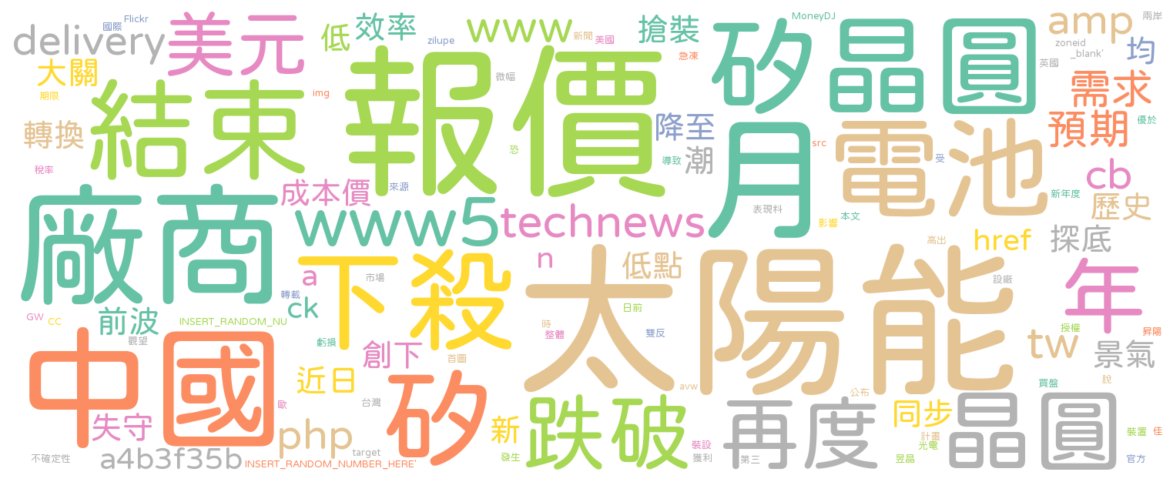 delivery
美元
國際
Flickr
低
效率
zilupe
www
新聞
美國
搶裝
急凍
MoneyDJ
矽晶圓
amp
兩岸
zoneid
_blank`
英國
均
大關
期間
結束
img
報價
微幅
恐
降至
潮
導致
需求
預期
優於
轉換
稅率
成本價
來源
月
src
電池
受
cb
新年度
歷史
廠商
www5
technews
表現料
影響
本文
高出
href
探底
a
市場
下殺
n
低點
太陽能
設廠
年
GW
CC
前波
觀望
轉載
ck
INSERT_RANDOM_NU
虧損
創下
首圖
時
整體
日前
雙反
tw
授權
昇陽
景氣
中國
失守
歐
近日
台灣
矽
avw
公布
買盤
稅
不確定性
a4b3f35b
php
target
INSERT_RANDOM_NUMBER_HERE`
新
發生
跌破
裝設
獲利
再度
第三
同步
計畫
光電
昱晶
晶圓
裝置
佳
官方